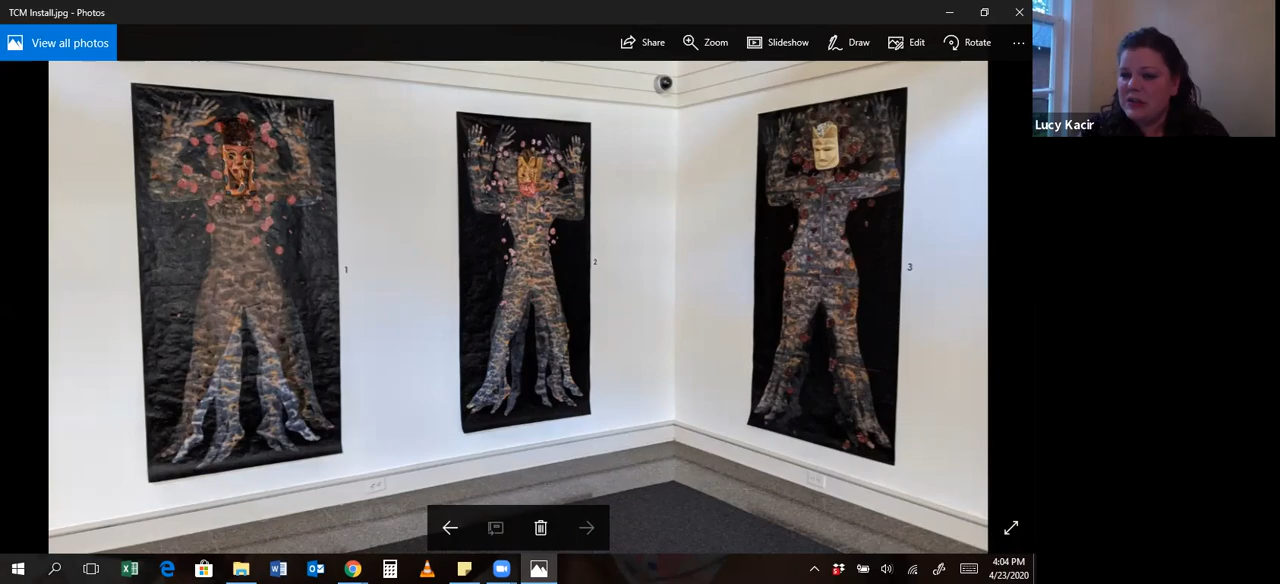 TCM Install.jpg - Photos
View all photos
Share
Zoom
Slideshow
Draw
Edit
Rotate
Lucy Kacir
1
2
3
4:04 PM
4/23/2020